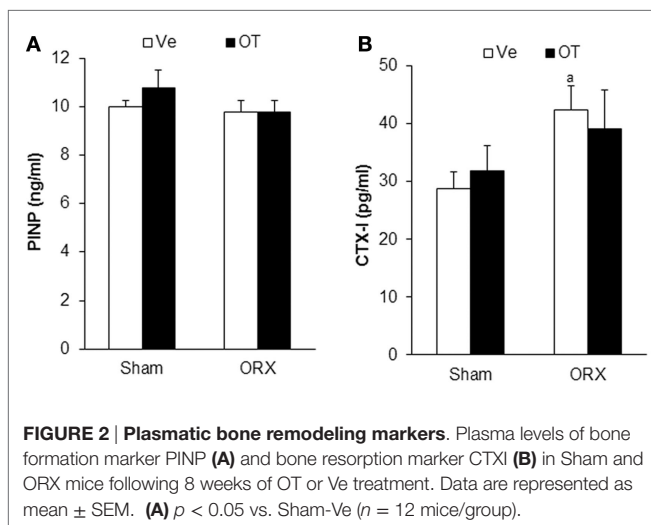 A
Ve OT
12
10
8
6
4
2
0
PINP (ng/ml)
Sham ORX
B
Ve OT
50
40
30
20
10
0
CTX-I (pg/ml)
a
Sham ORX
FIGURE 2 | Plasmatic bone remodeling markers. Plasma levels of bone
formation marker PINP (A) and bone resorption marker CTXI (B) in Sham and
ORX mice following 8 weeks of OT or Ve treatment. Data are represented as
mean ± SEM. (A) p < 0.05 vs. Sham-Ve (n = 12 mice/group).